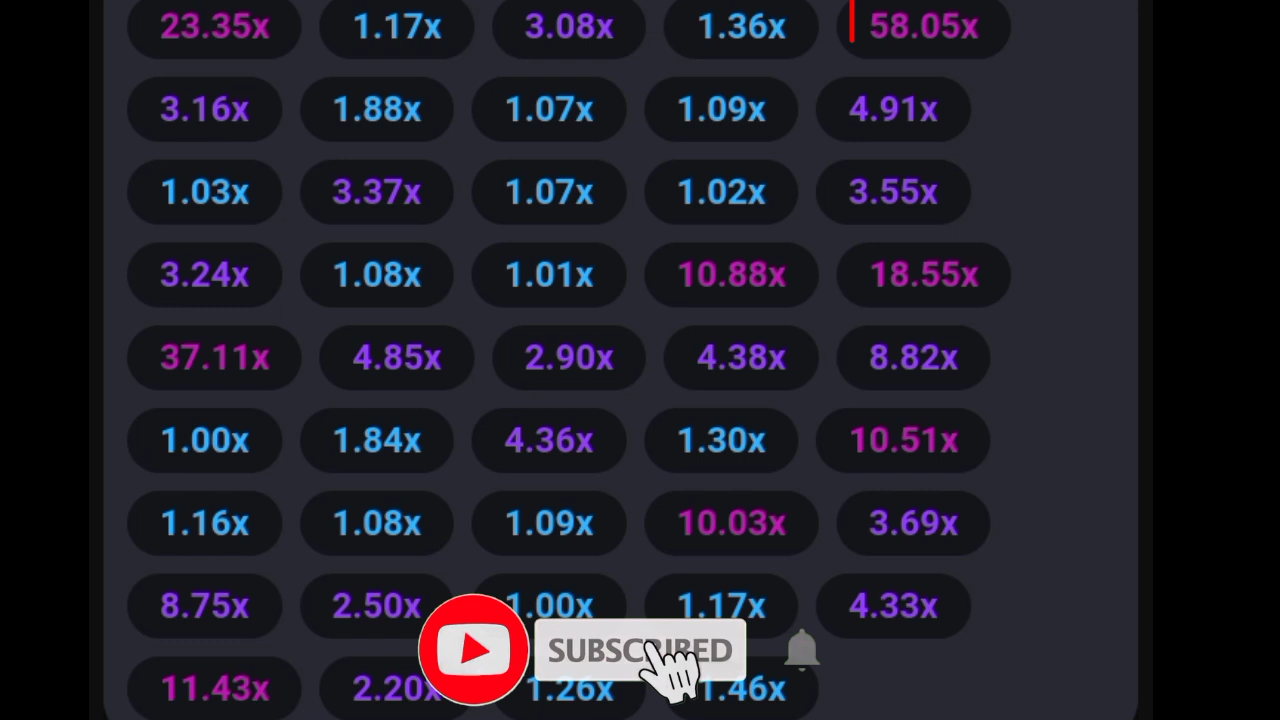 23.35x 1.17x 3.08x 1.36x 58.05x
3.16x 1.88x 1.07x 1.09x 4.91x
1.03x 3.37x 1.07x 1.02x 3.55x
3.24x 1.08x 1.01x 10.88x 18.55x
37.11x 4.85x 2.90x 4.38x 8.82x
1.00x 1.84x 4.36x 1.30x 10.51x
1.16x 1.08x 1.09x 10.03x 3.69x
8.75x 2.50x 1.00x 1.17x 4.33x
SUBSCRIBED
11.43x 2.20x 1.26x 1.46x